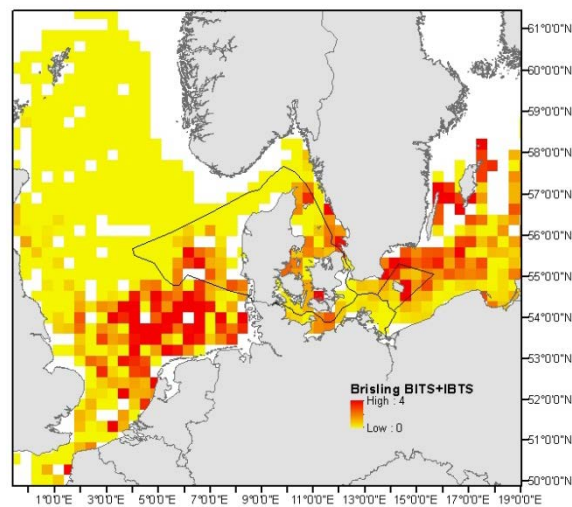 61°0'0"N
60°0'0"N
59°0'0"N
58°0'0"N
57°0'0"N
56°0'0"N
55°0'0"N
54°0'0"N
53°0'0"N
52°0'0"N
51°0'0"N
50°0'0"N
Brisling BITS+IBTS
High : 4
Low : 0
1°0'0"E 3°0'0"E 5°0'0"E 7°0'0"E 9°0'0"E 11°0'0"E 13°0'0"E 15°0'0"E 17°0'0"E 19°0'0"E